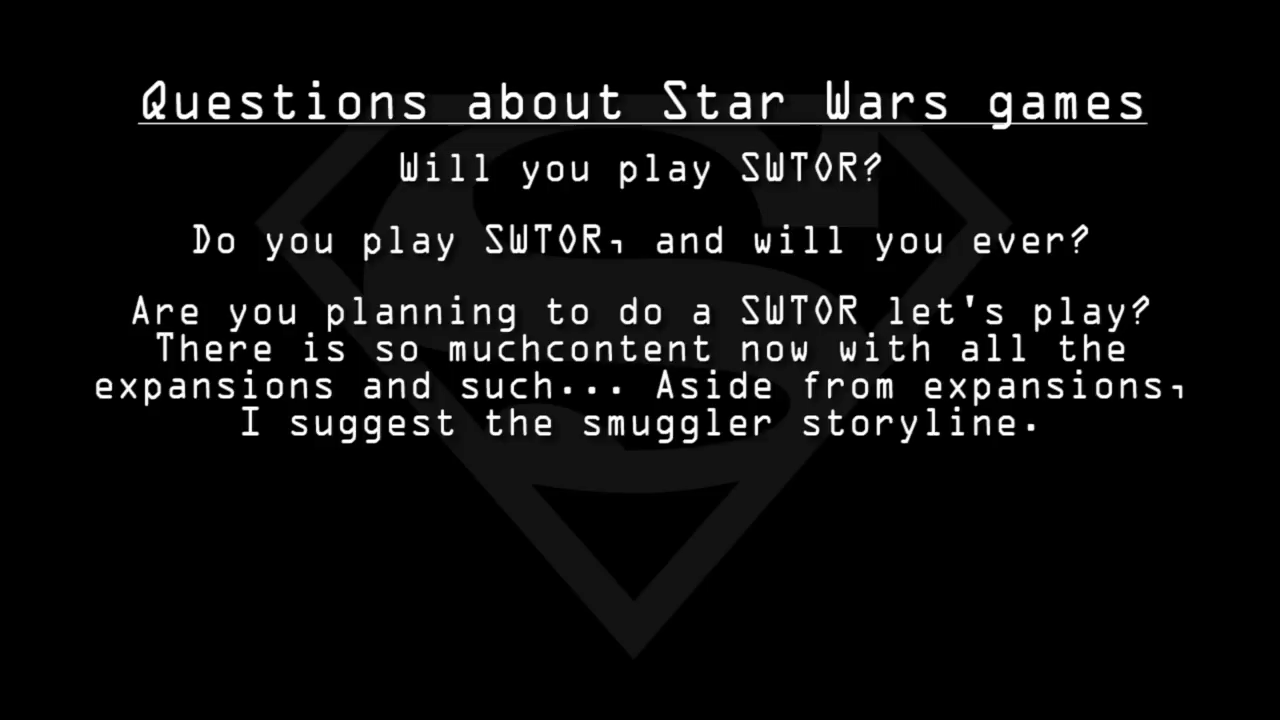 Questions about Star Wars games
Will you play SWTOR?
Do you play SWTOR, and will you ever?
Are you planning to do a SWTOR let's play?
There is so muchcontent now with all the
expansions and such... Aside from expansions,
I suggest the smuggler storyline.